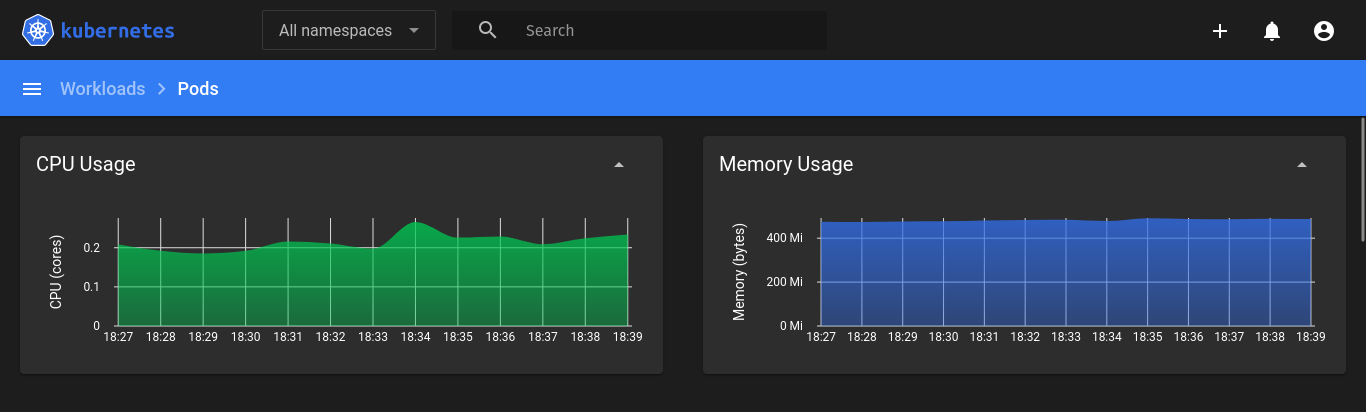 kubernetes
All namespaces
Search
Workloads > Pods
CPU Usage
CPU (cores)
0.2
0.1
0
18:27 18:28 18:29 18:30 18:31 18:32 18:33 18:34 18:35 18:36 18:37 18:38 18:39
Memory Usage
Memory (bytes)
400 Mi
200 Mi
0 Mi
18:27 18:28 18:29 18:30 18:31 18:32 18:33 18:34 18:35 18:36 18:37 18:38 18:39